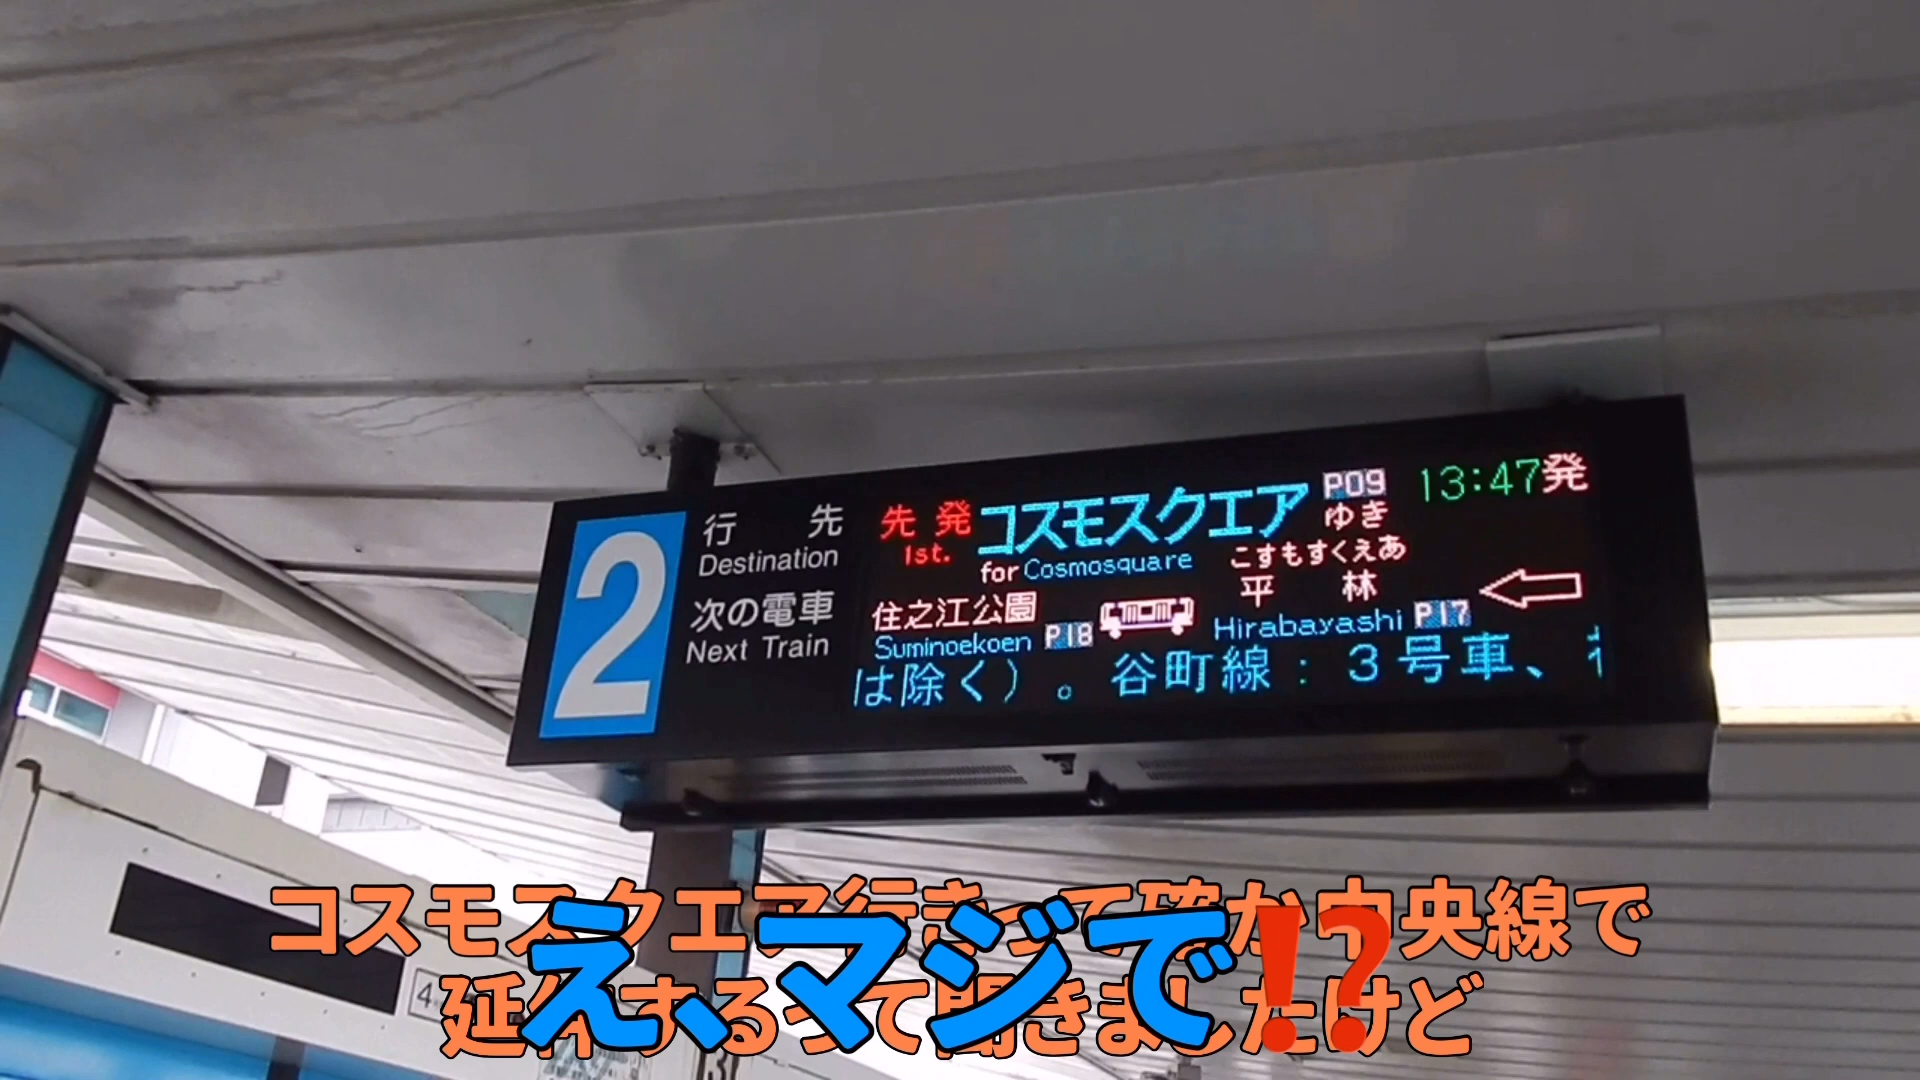 2
行先
Destination
次の電車
Next Train
先発
1st.
コスモスクエア
P09
ゆき
13:47発
for Cosmosquare
こすもすくえあ
住之江公園
平林
Suminoekoen P18
Hirabayashi P17
は除く）。谷町線：３号車、
4
コスモスクエア行きって確か中央線で
延伸するって聞きましたけど
え、マジで⁉